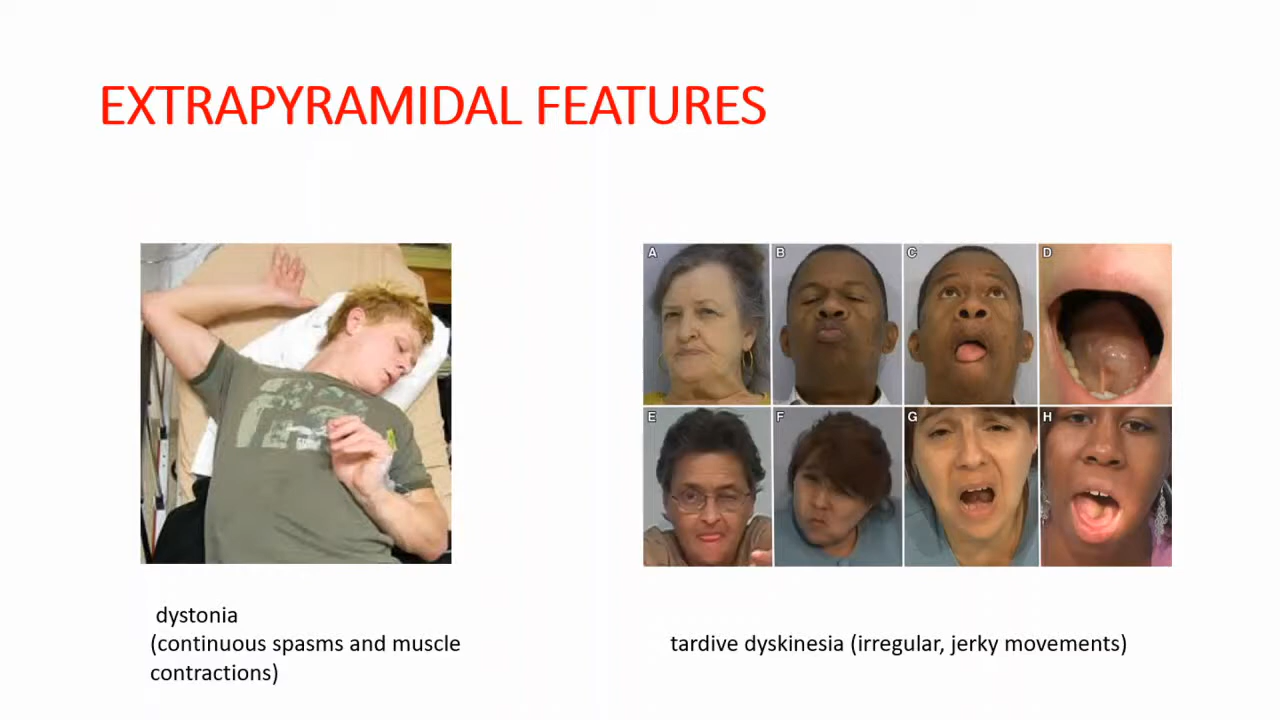 EXTRAPYRAMIDAL FEATURES
A
B
C
D
E
F
G
H
dystonia
(continuous spasms and muscle
contractions)
tardive dyskinesia (irregular, jerky movements)